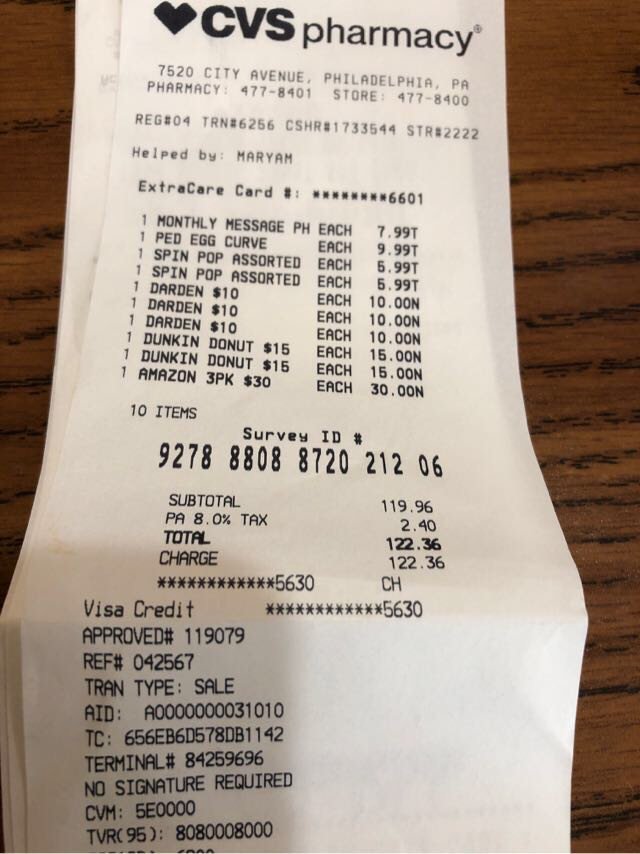 CVS pharmacy®
7520 CITY AVENUE, PHILADELPHIA, PA
PHARMACY: 477-8401 STORE: 477-8400
REG#04 TRN#6256 CSHR#1733544 STR#2222
Helped by: MARYAM
ExtraCare Card #: ********6601
1 MONTHLY MESSAGE PH EACH 7.99T
1 PED EGG CURVE EACH 9.99T
1 SPIN POP ASSORTED EACH 5.99T
1 SPIN POP ASSORTED EACH 5.99T
1 DARDEN $10 EACH 10.00N
1 DARDEN $10 EACH 10.00N
1 DARDEN $10 EACH 10.00N
1 DUNKIN DONUT $15 EACH 15.00N
1 DUNKIN DONUT $15 EACH 15.00N
1 AMAZON 3PK $30 EACH 30.00N
10 ITEMS
Survey ID #
9278 8808 8720 212 06
SUBTOTAL 119.96
PA 8.0% TAX 2.40
TOTAL 122.36
CHARGE 122.36
************5630 CH
Visa Credit ************5630
APPROVED# 119079
REF# 042567
TRAN TYPE: SALE
AID: A0000000031010
TC: 656EB6D578DB1142
TERMINAL# 84259696
NO SIGNATURE REQUIRED
CVM: 5E0000
TVR(95): 8080008000